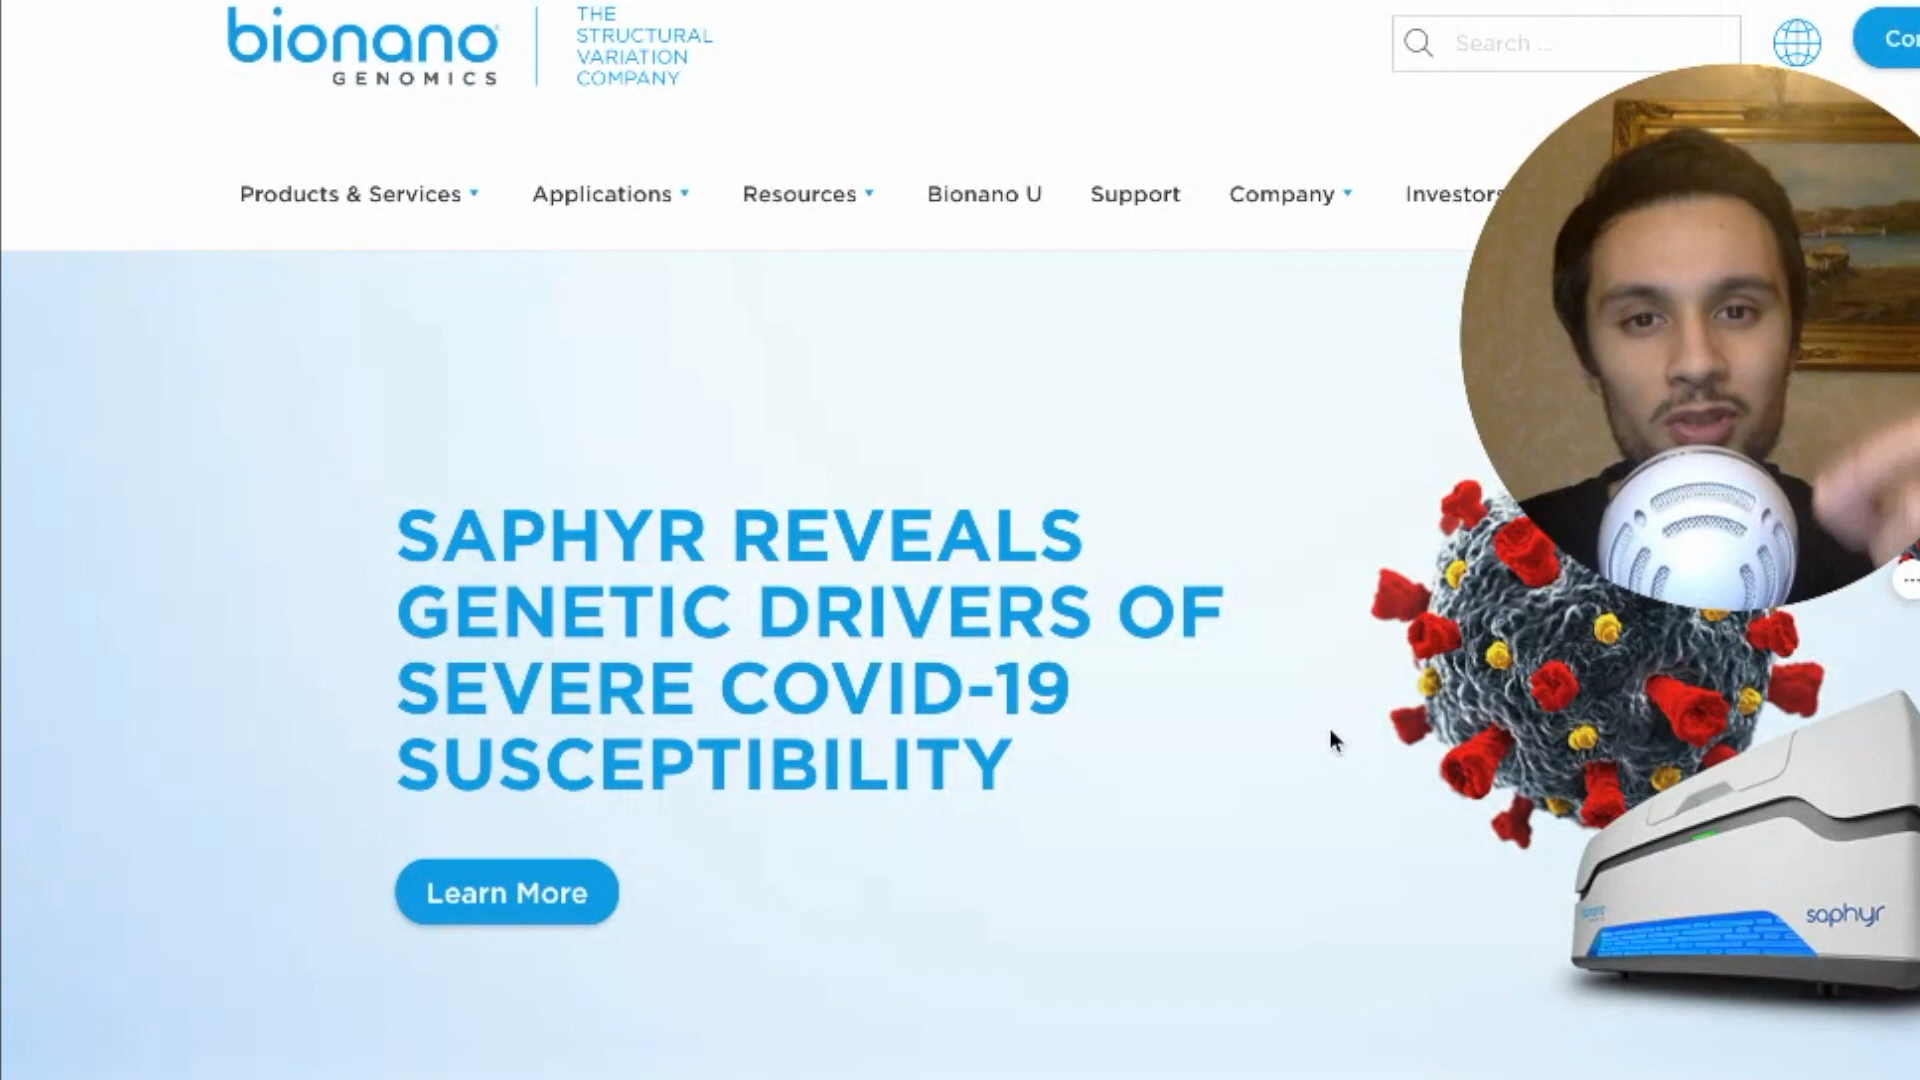 bionano
GENOMICS
THE
STRUCTURAL
VARIATION
COMPANY
Search ...
Products & Services
Applications
Resources
Bionano U
Support
Company
Investors
SAPHYR REVEALS
GENETIC DRIVERS OF
SEVERE COVID-19
SUSCEPTIBILITY
Learn More
bionano
saphyr